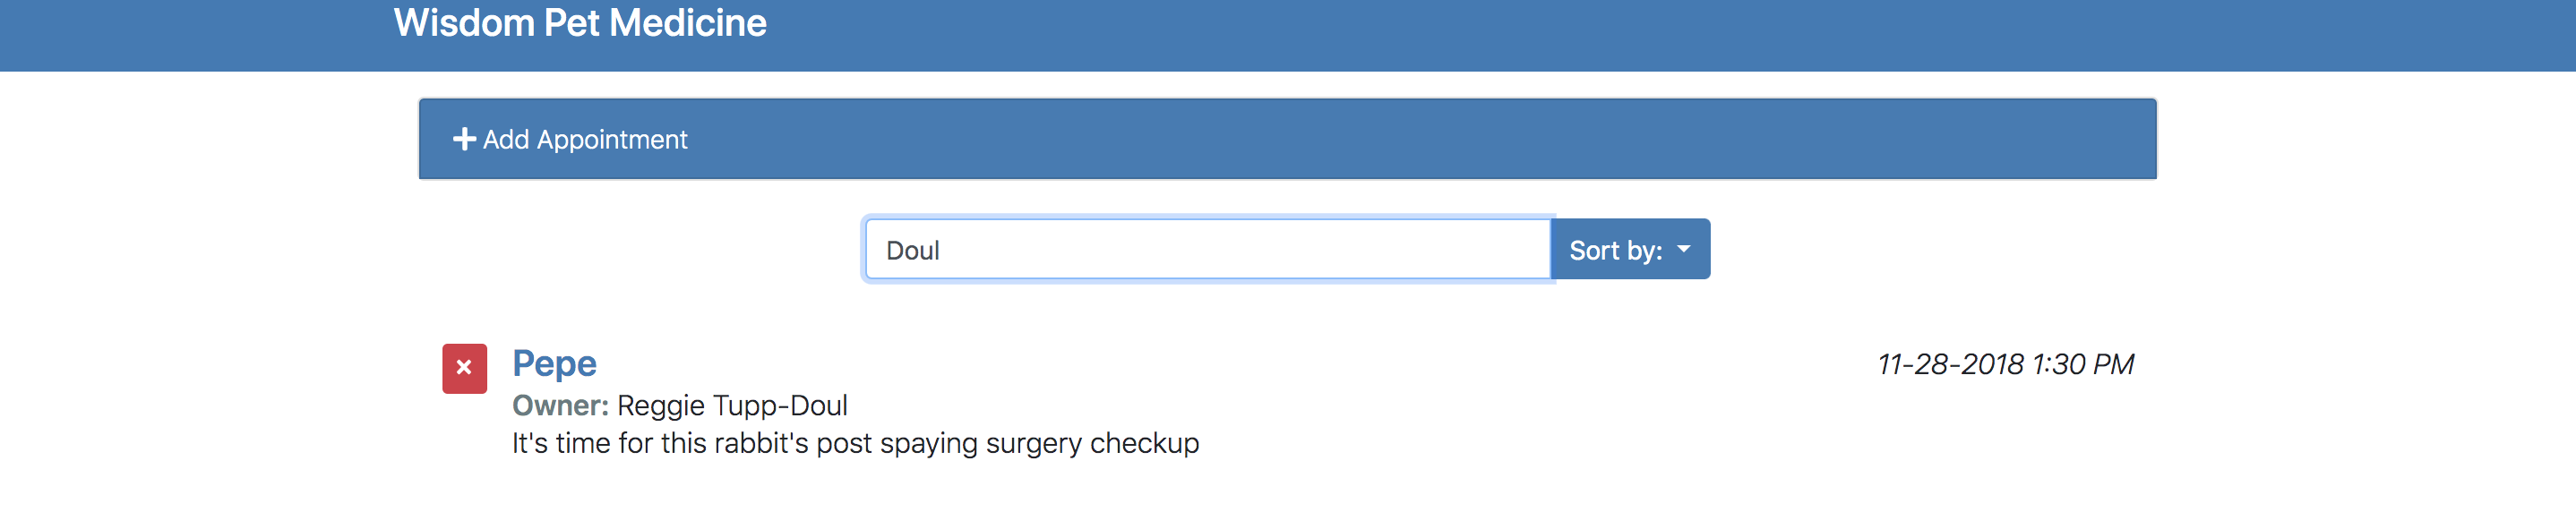 Wisdom Pet Medicine
Add Appointment
Doul
Sort by:
Pepe
11-28-2018 1:30 PM
Owner: Reggie Tupp-Doul
It's time for this rabbit's post spaying surgery checkup